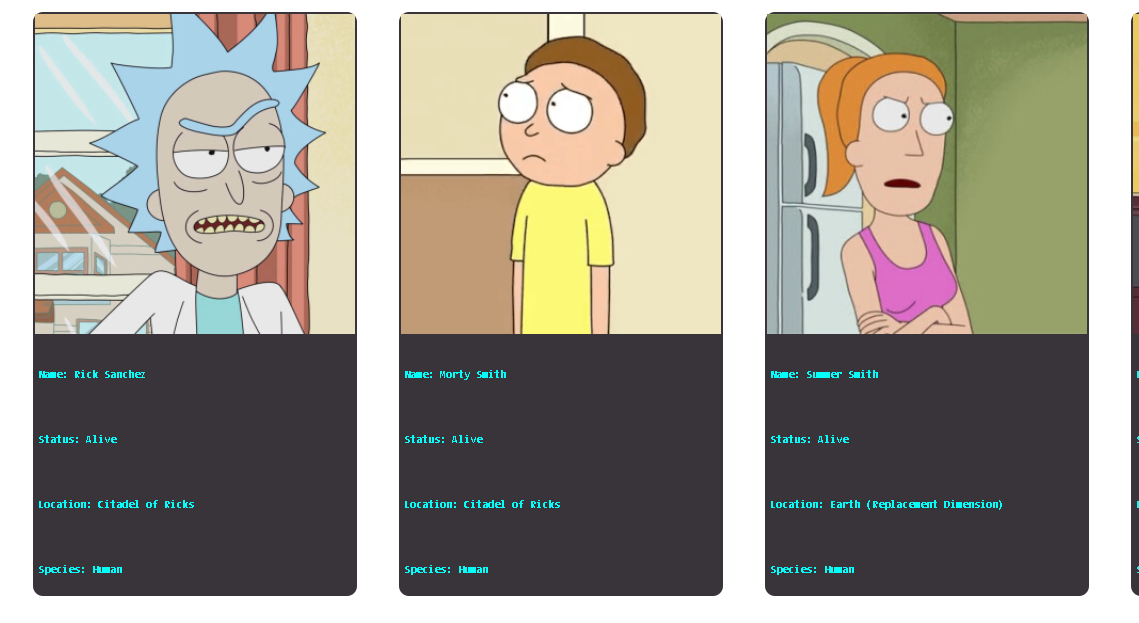 Name: Rick Sanchez
Status: Alive
Location: Citadel of Ricks
Species: Human
Name: Morty Smith
Status: Alive
Location: Citadel of Ricks
Species: Human
Name: Summer Smith
Status: Alive
Location: Earth (Replacement Dimension)
Species: Human